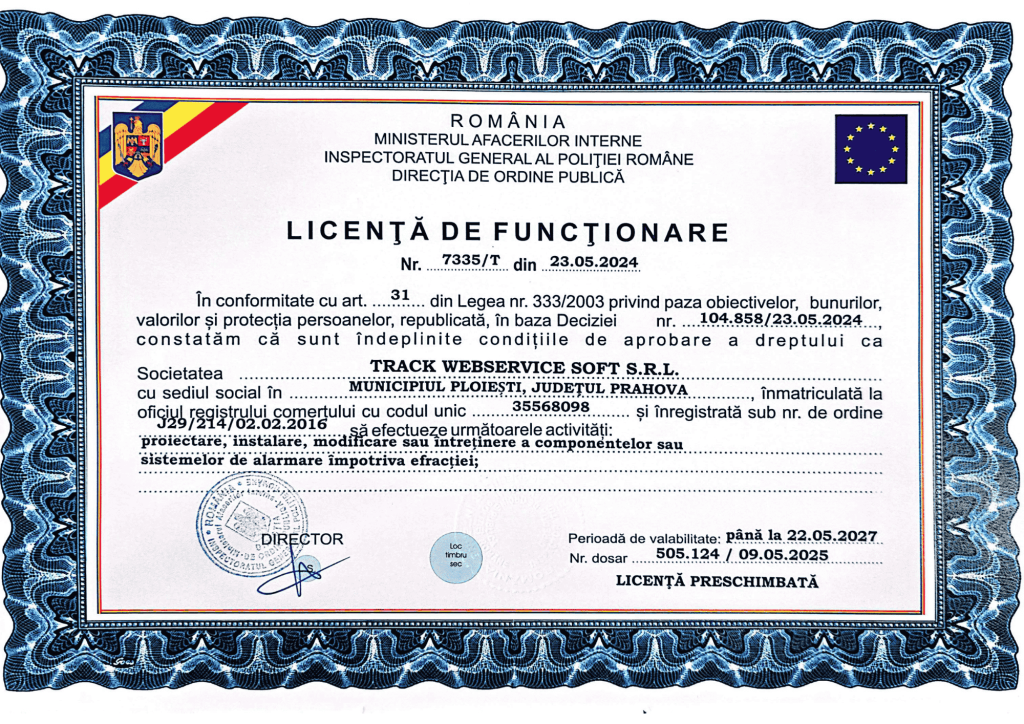 ROMÂNIA
MINISTERUL AFACERILOR INTERNE
INSPECTORATUL GENERAL AL POLIŢIEI ROMÂNE
DIRECŢIA DE ORDINE PUBLICĂ
LICENŢĂ DE FUNCŢIONARE
Nr. 7335/T din 23.05.2024
În conformitate cu art. 31 din Legea nr. 333/2003 privind paza obiectivelor, bunurilor,
valorilor și protecția persoanelor, republicată, în baza Deciziei nr. 104.858/23.05.2024,
constatăm că sunt îndeplinite condițiile de aprobare a dreptului ca
Societatea TRACK WEBSERVICE SOFT S.R.L.
cu sediul social în MUNICIPIUL PLOIEȘTI, JUDEȚUL PRAHOVA, înmatriculată la
oficiul registrului comerțului cu codul unic 35568098 și înregistrată sub nr. de ordine
J29/214/02.02.2016 să efectueze următoarele activități:
proiectare, instalare, modificare sau întreținere a componentelor sau
sistemelor de alarmare împotriva efracției;
ROMÂNIA
INSPECTORATUL
DIRECTOR
Loc
timbru
sec
Perioadă de valabilitate: până la 22.05.2027
Nr. dosar 505.124 / 09.05.2025
LICENȚĂ PRESCHIMBATĂ